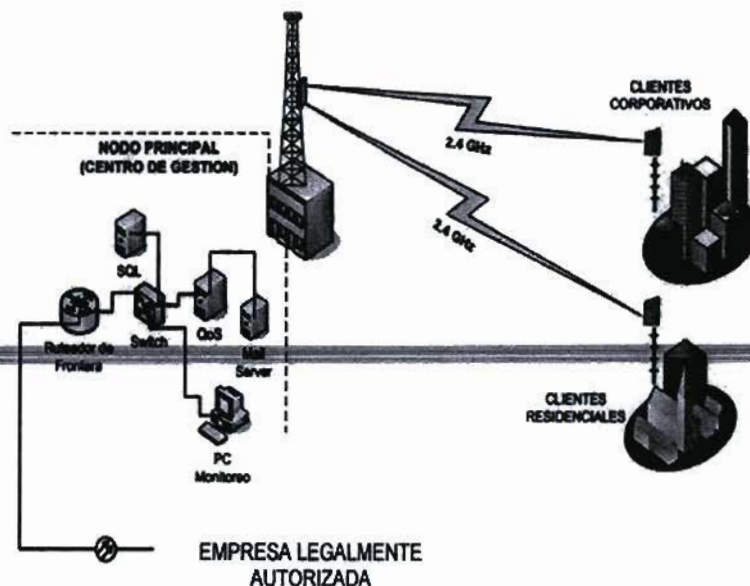 CLIENTES
CORPORATIVOS
2.4 GHz
NODO PRINCIPAL
(CENTRO DE GESTION)
2.4 GHz
SQL
Ruteador de
Frontera
Switch
QoS
Mail
Server
CLIENTES
RESIDENCIALES
PC
Monitoreo
EMPRESA LEGALMENTE
AUTORIZADA